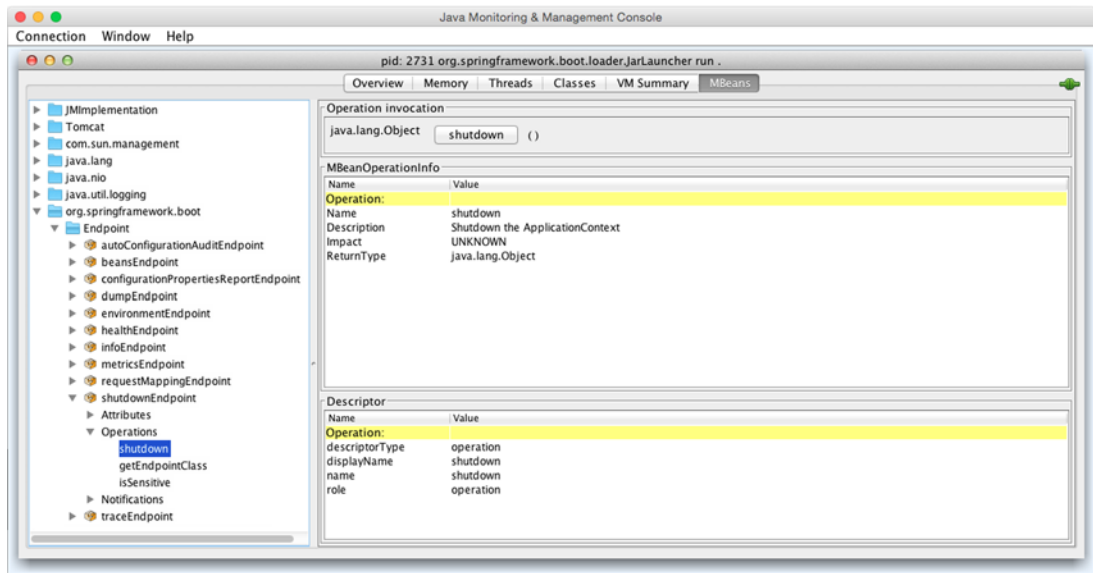 Java Monitoring & Management Console
Connection Window Help
pid: 2731 org.springframework.boot.loader.JarLauncher run .
Overview Memory Threads Classes VM Summary MBeans
JMImplementation
Tomcat
com.sun.management
java.lang
java.nio
java.util.logging
org.springframework.boot
Endpoint
autoConfigurationAuditEndpoint
beansEndpoint
configurationPropertiesReportEndpoint
dumpEndpoint
environmentEndpoint
healthEndpoint
infoEndpoint
metricsEndpoint
requestMappingEndpoint
shutdownEndpoint
Attributes
Operations
shutdown
getEndpointClass
isSensitive
Notifications
traceEndpoint
Operation invocation
java.lang.Object shutdown ()
MBeanOperationInfo
Name Value
Operation:
Name shutdown
Description Shutdown the ApplicationContext
Impact UNKNOWN
ReturnType java.lang.Object
Descriptor
Name Value
Operation:
descriptorType operation
displayName shutdown
name shutdown
role operation